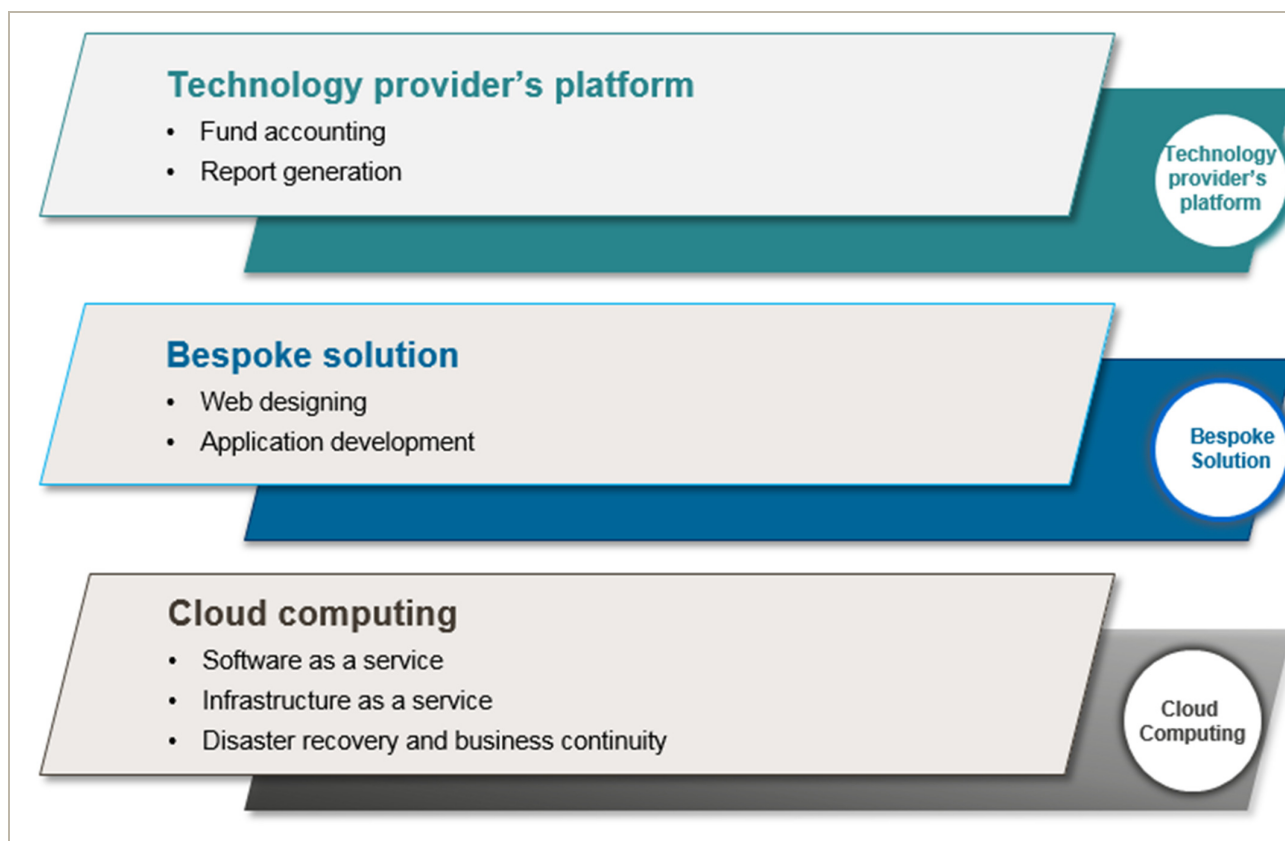 Technology provider's platform
• Fund accounting
• Report generation
Technology
provider's
platform
Bespoke solution
• Web designing
• Application development
Bespoke
Solution
Cloud computing
• Software as a service
• Infrastructure as a service
• Disaster recovery and business continuity
Cloud
Computing